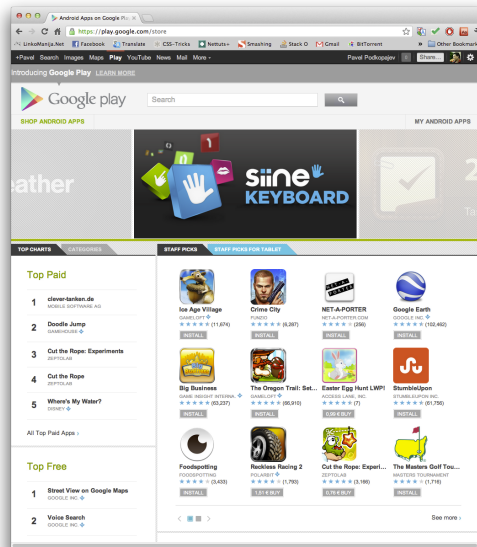 Android Apps on Google Pl
https://play.google.com/store
LinkoManija.Net Facebook Translate CSS-Tricks Nettuts+ Smashing Stack O Gmail BitTorrent Other Bookmark
+Pavel Search Images Maps Play YouTube News Mail More
Pavel Podkopajev 3 Share...
Introducing Google Play LEARN MORE
Google play
Search
SHOP ANDROID APPS
MY ANDROID APPS
eather
siine
KEYBOARD
2
Ta
TOP CHARTS CATEGORIES
STAFF PICKS STAFF PICKS FOR TABLET
Top Paid
1 clever-tanken.de
MOBILE SOFTWARE AG
2 Doodle Jump
GAMEHOUSE
3 Cut the Rope: Experiments
ZEPTOLAB
4 Cut the Rope
ZEPTOLAB
5 Where's My Water?
DISNEY
All Top Paid Apps ›
Top Free
1 Street View on Google Maps
GOOGLE INC.
2 Voice Search
GOOGLE INC.
Ice Age Village
GAMELOFT
(11,674)
INSTALL
Crime City
FUNZIO
(6,287)
INSTALL
NET-A-PORTER
NET-A-PORTER.COM
(356)
INSTALL
Google Earth
GOOGLE INC.
(102,452)
INSTALL
Big Business
GAME INSIGHT INTERNA.
(63,237)
INSTALL
The Oregon Trail: Set...
GAMELOFT
(66,910)
INSTALL
Easter Egg Hunt LWP!
ACCESS LANE, INC.
(7)
0,99 € BUY
StumbleUpon
STUMBLEUPON INC.
(61,756)
INSTALL
Foodspotting
FOODSPOTTING
(3,433)
INSTALL
Reckless Racing 2
POLARBIT
(1,793)
1,51 € BUY
Cut the Rope: Experi...
ZEPTOLAB
(3,166)
0,76 € BUY
The Masters Golf Tou...
MASTERS TOURNAMENT
(1,716)
INSTALL
See more ›